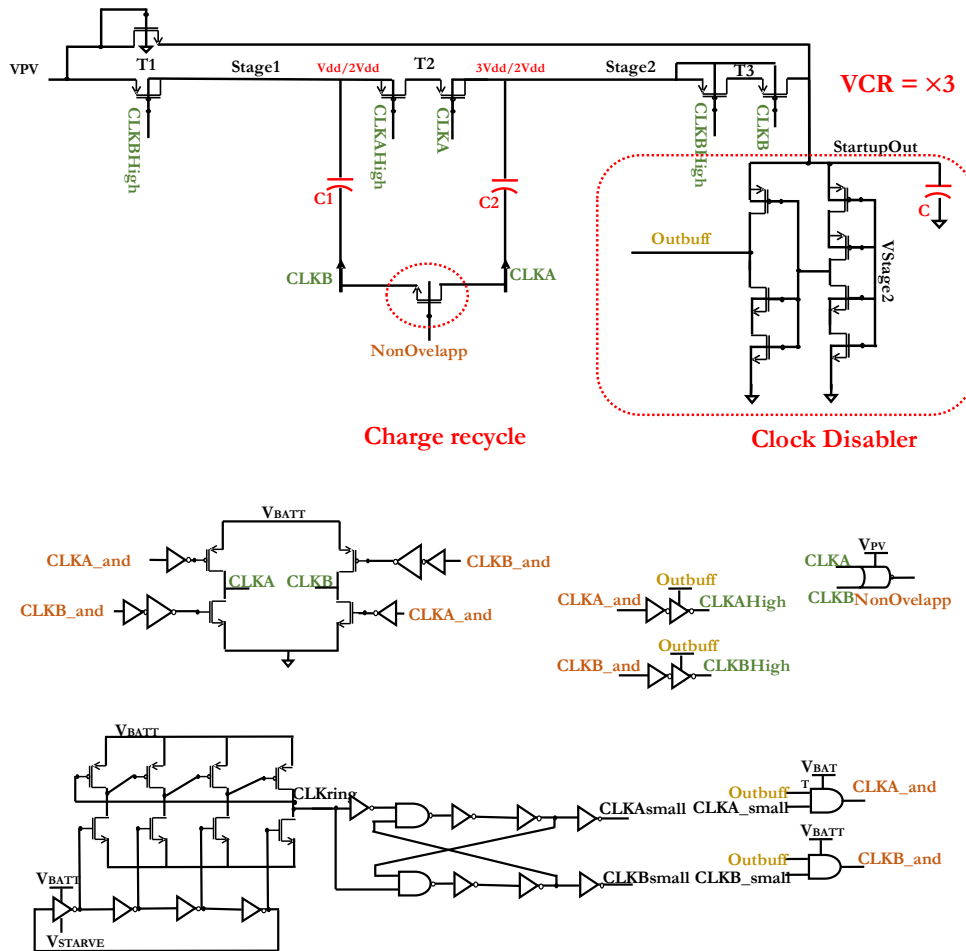 VPV
T1
Stage1
Vdd/2Vdd
T2
3Vdd/2Vdd
Stage2
T3
VCR = ×3
CLKBHigh
CLKAHigh
CLKA
CLKBHigh
CLKB
StartupOut
C1
C2
C
Outbuff
VStage2
CLKB
CLKA
NonOvelapp
Charge recycle
Clock Disabler
VBATT
CLKA_and
CLKB_and
CLKA
CLKB
CLKB_and
CLKA_and
VPV
CLKA
CLKB
NonOvelapp
Outbuff
CLKA_and
CLKAHigh
Outbuff
CLKB_and
CLKBHigh
VBATT
CLKring
CLKAsmall
CLKBsmall
VBATT
VSTARVE
VBAT
T
Outbuff
CLKA_small
CLKA_and
VBATT
Outbuff
CLKB_small
CLKB_and